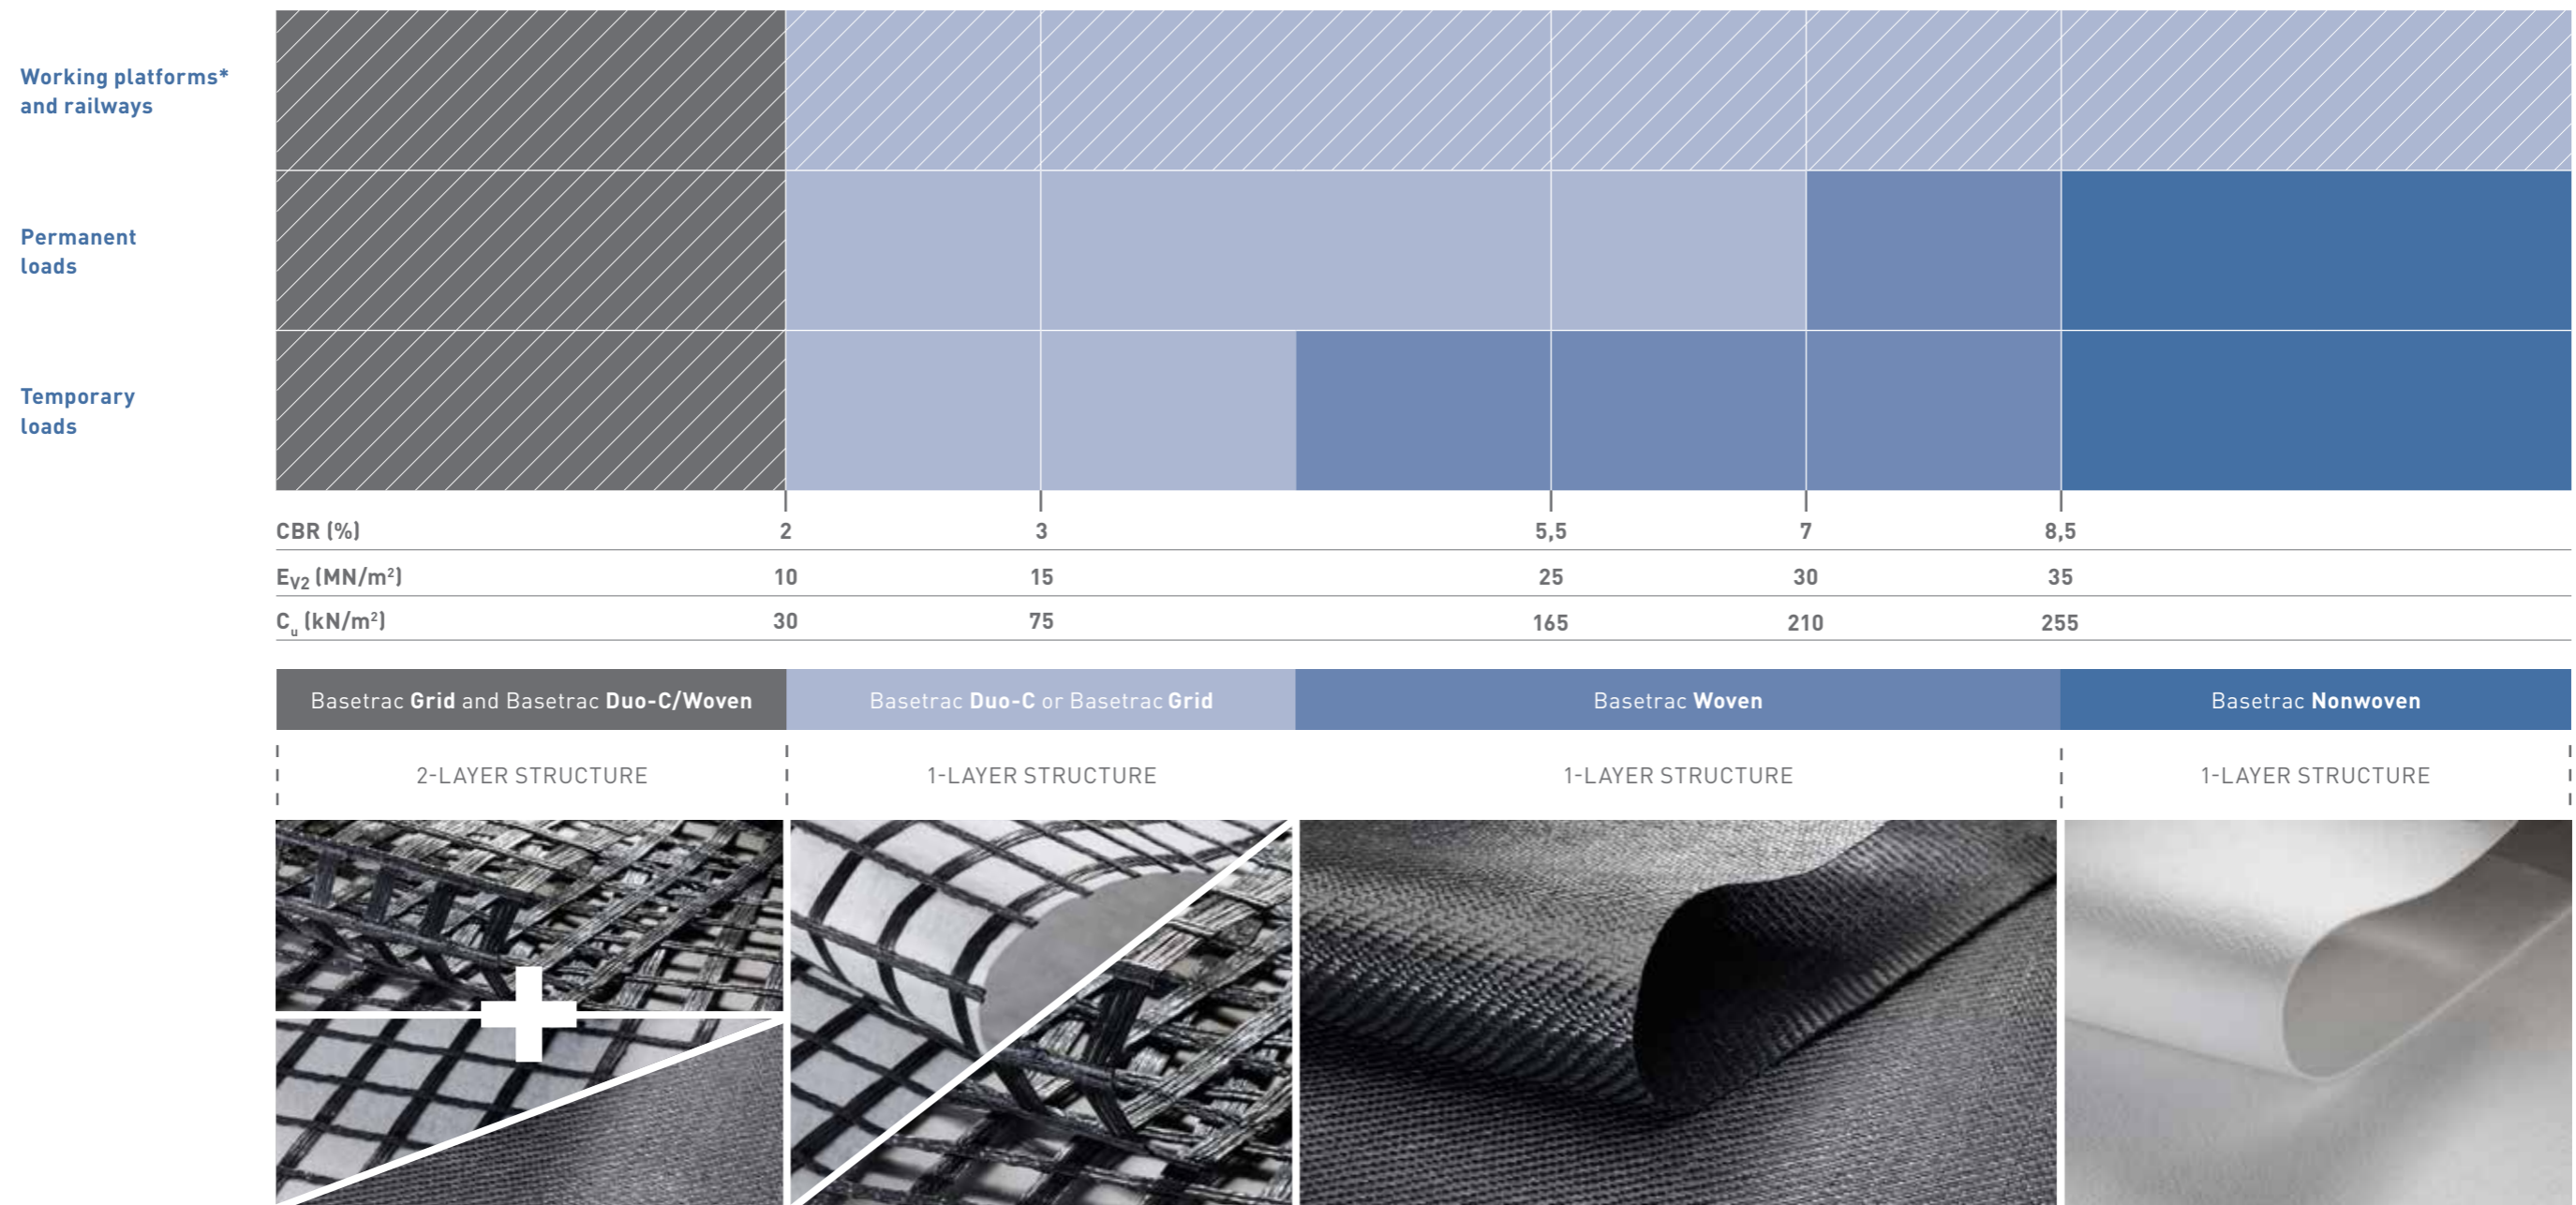 Working platforms*
and railways
Permanent
loads
Temporary
loads
CBR (%) 2 3 5,5 7 8,5
EV2 (MN/m²) 10 15 25 30 35
Cu (kN/m²) 30 75 165 210 255
Basetrac Grid and Basetrac Duo-C/Woven
Basetrac Duo-C or Basetrac Grid
Basetrac Woven
Basetrac Nonwoven
2-LAYER STRUCTURE
1-LAYER STRUCTURE
1-LAYER STRUCTURE
1-LAYER STRUCTURE